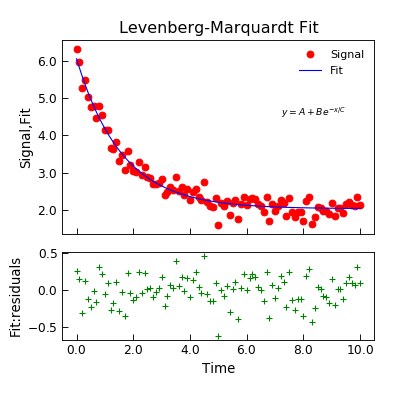 Levenberg-Marquardt Fit
Signal
Fit
y = A + Be^{-x/C}
Signal,Fit
6.0
5.0
4.0
3.0
2.0
Fit:residuals
0.5
0.0
−0.5
0.0 2.0 4.0 6.0 8.0 10.0
Time